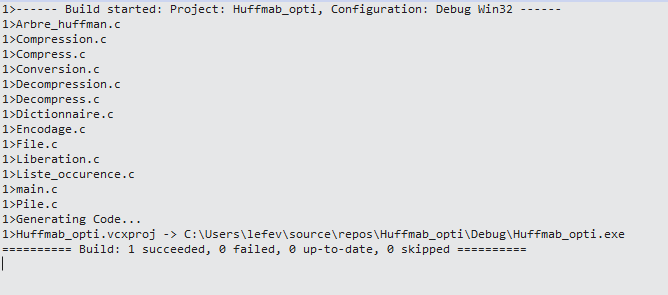 1>------ Build started: Project: Huffmab_opti, Configuration: Debug Win32 ------
1>Arbre_huffman.c
1>Compression.c
1>Compress.c
1>Conversion.c
1>Decompression.c
1>Decompress.c
1>Dictionnaire.c
1>Encodage.c
1>File.c
1>Liberation.c
1>Liste_occurence.c
1>main.c
1>Pile.c
1>Generating Code...
1>Huffmab_opti.vcxproj -> C:\Users\lefev\source\repos\Huffmab_opti\Debug\Huffmab_opti.exe
========== Build: 1 succeeded, 0 failed, 0 up-to-date, 0 skipped ==========